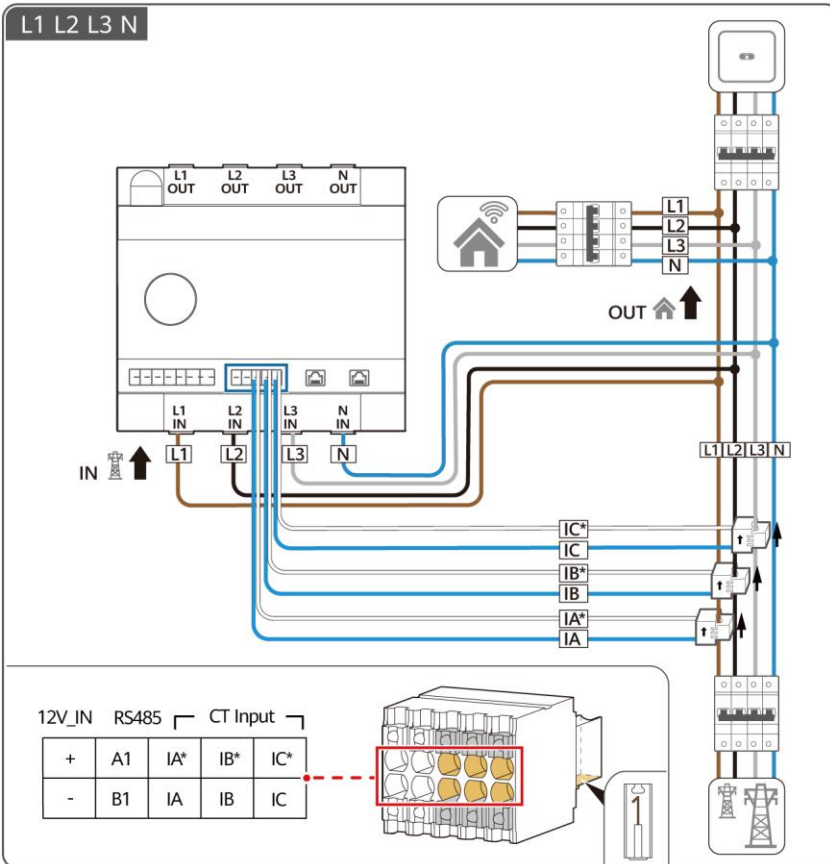 L1 L2 L3 N
L1 OUT
L2 OUT
L3 OUT
N OUT
L1
L2
L3
N
OUT
L1 IN
L2 IN
L3 IN
N IN
IN
L1
L2
L3
N
L1 L2 L3 N
IC*
IC
IB*
IB
IA*
IA
12V_IN RS485 CT Input
+ A1 IA* IB* IC*
- B1 IA IB IC